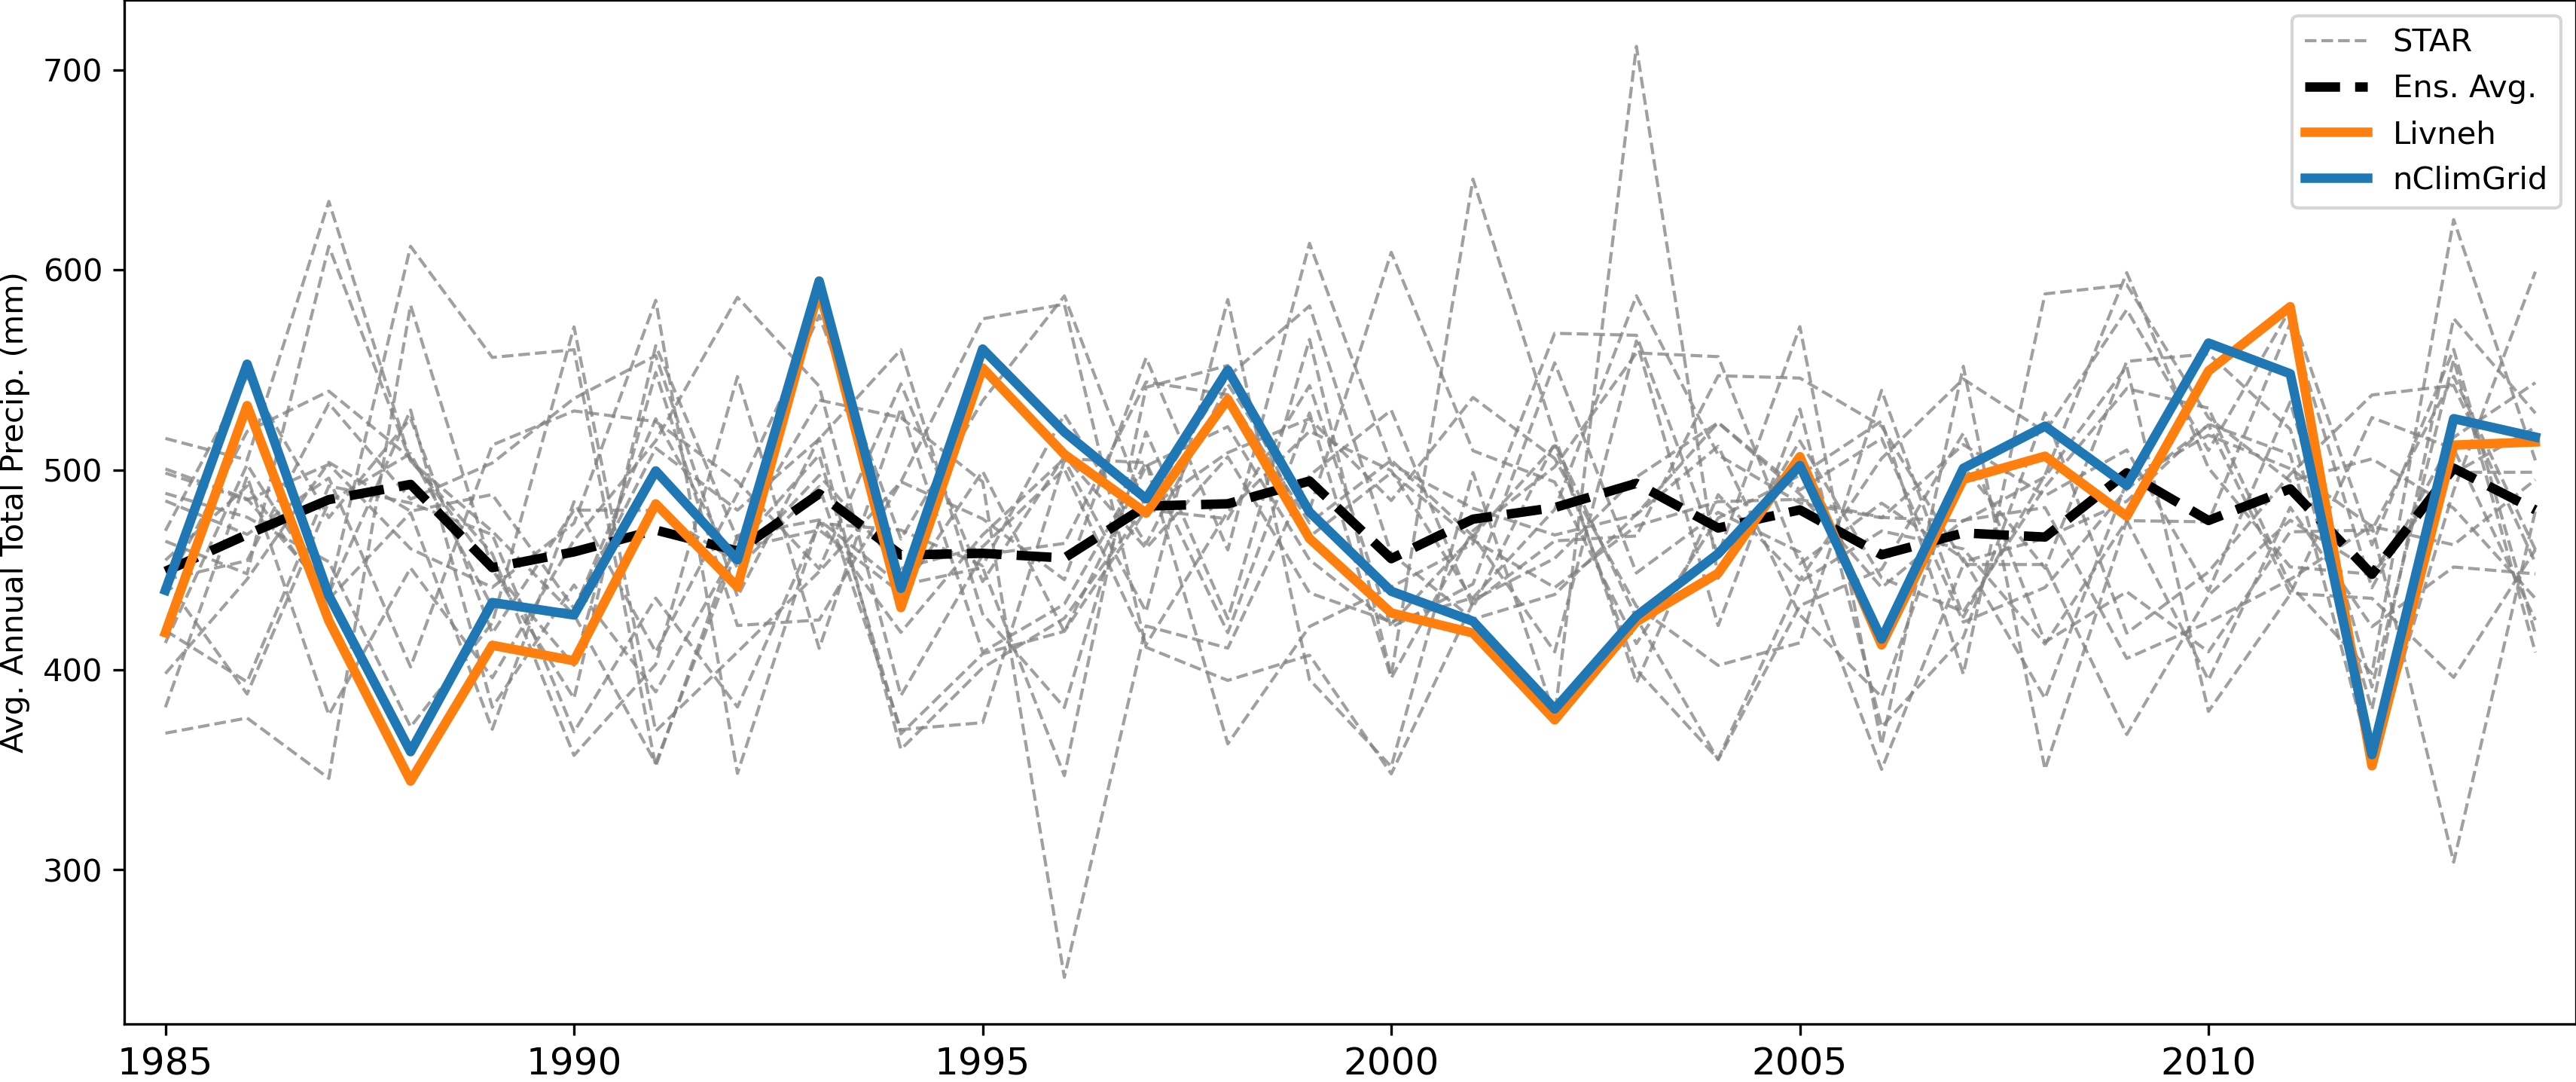 Avg. Annual Total Precip. (mm)
700
600
500
400
300
1985
1990
1995
2000
2005
2010
STAR
Ens. Avg.
Livneh
nClimGrid